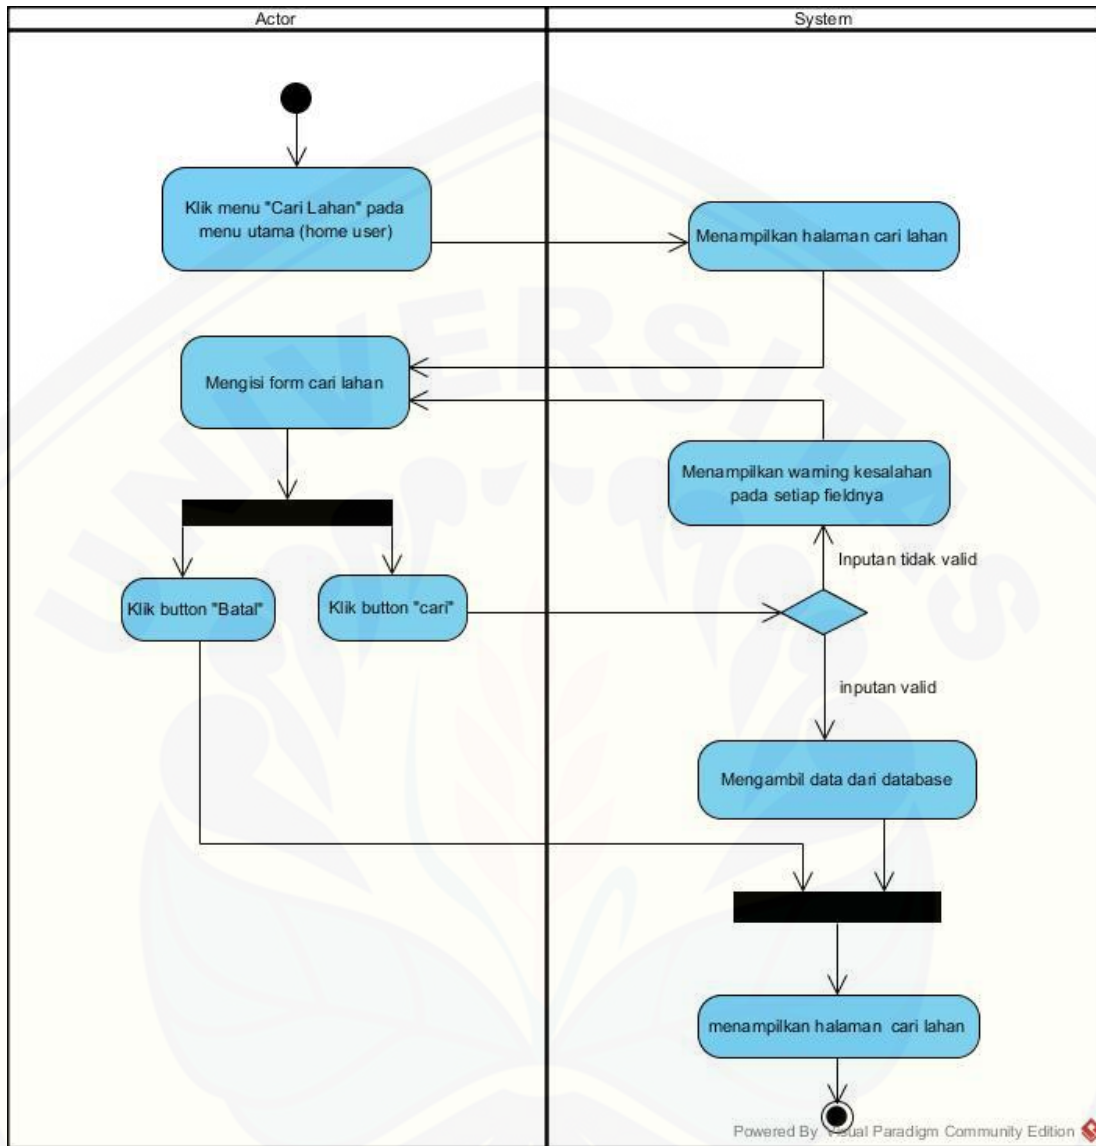 Actor
System
Klik menu "Cari Lahan" pada
menu utama (home user)
Menampilkan halaman cari lahan
Mengisi form cari lahan
Menampilkan warning kesalahan
pada setiap fieldnya
Inputan tidak valid
Klik button "Batal"
Klik button "cari"
inputan valid
Mengambil data dari database
menampilkan halaman cari lahan
Powered By Visual Paradigm Community Edition
UNIVERSITAS